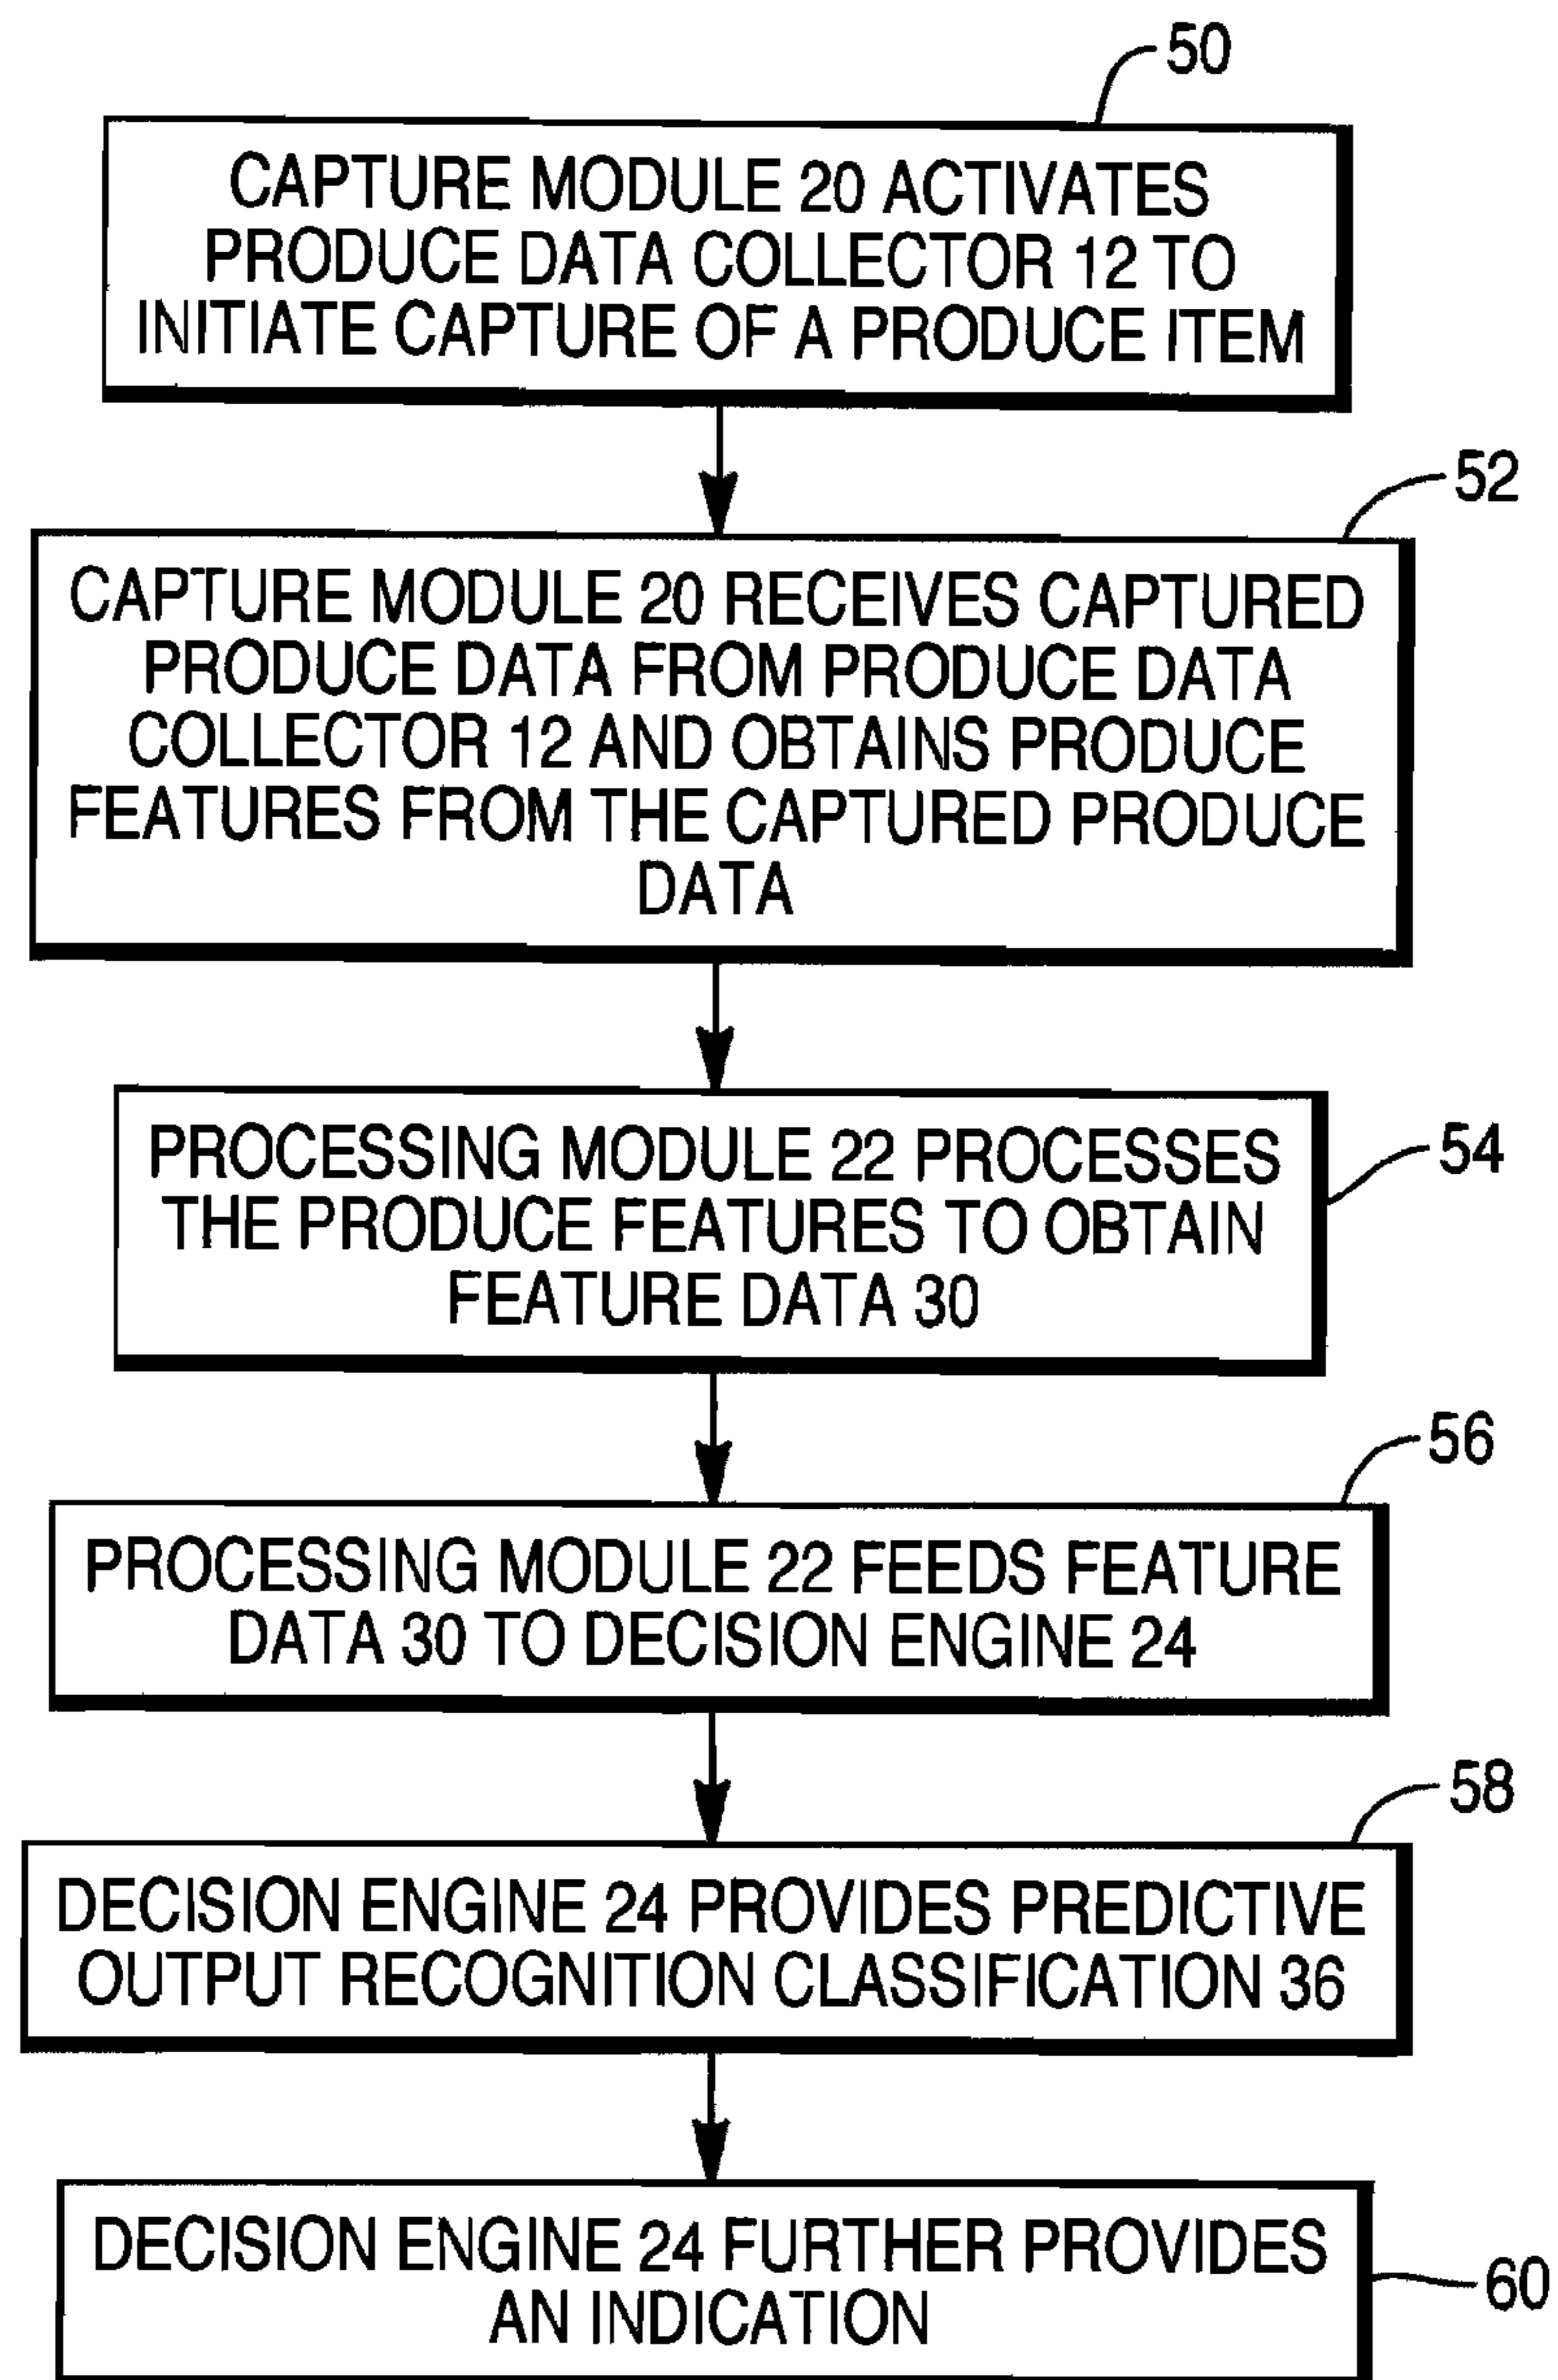 50
CAPTURE MODULE 20 ACTIVATES
PRODUCE DATA COLLECTOR 12 TO
INITIATE CAPTURE OF A PRODUCE ITEM
52
CAPTURE MODULE 20 RECEIVES CAPTURED
PRODUCE DATA FROM PRODUCE DATA
COLLECTOR 12 AND OBTAINS PRODUCE
FEATURES FROM THE CAPTURED PRODUCE
DATA
54
PROCESSING MODULE 22 PROCESSES
THE PRODUCE FEATURES TO OBTAIN
FEATURE DATA 30
56
PROCESSING MODULE 22 FEEDS FEATURE
DATA 30 TO DECISION ENGINE 24
58
DECISION ENGINE 24 PROVIDES PREDICTIVE
OUTPUT RECOGNITION CLASSIFICATION 36
DECISION ENGINE 24 FURTHER PROVIDES
AN INDICATION
60